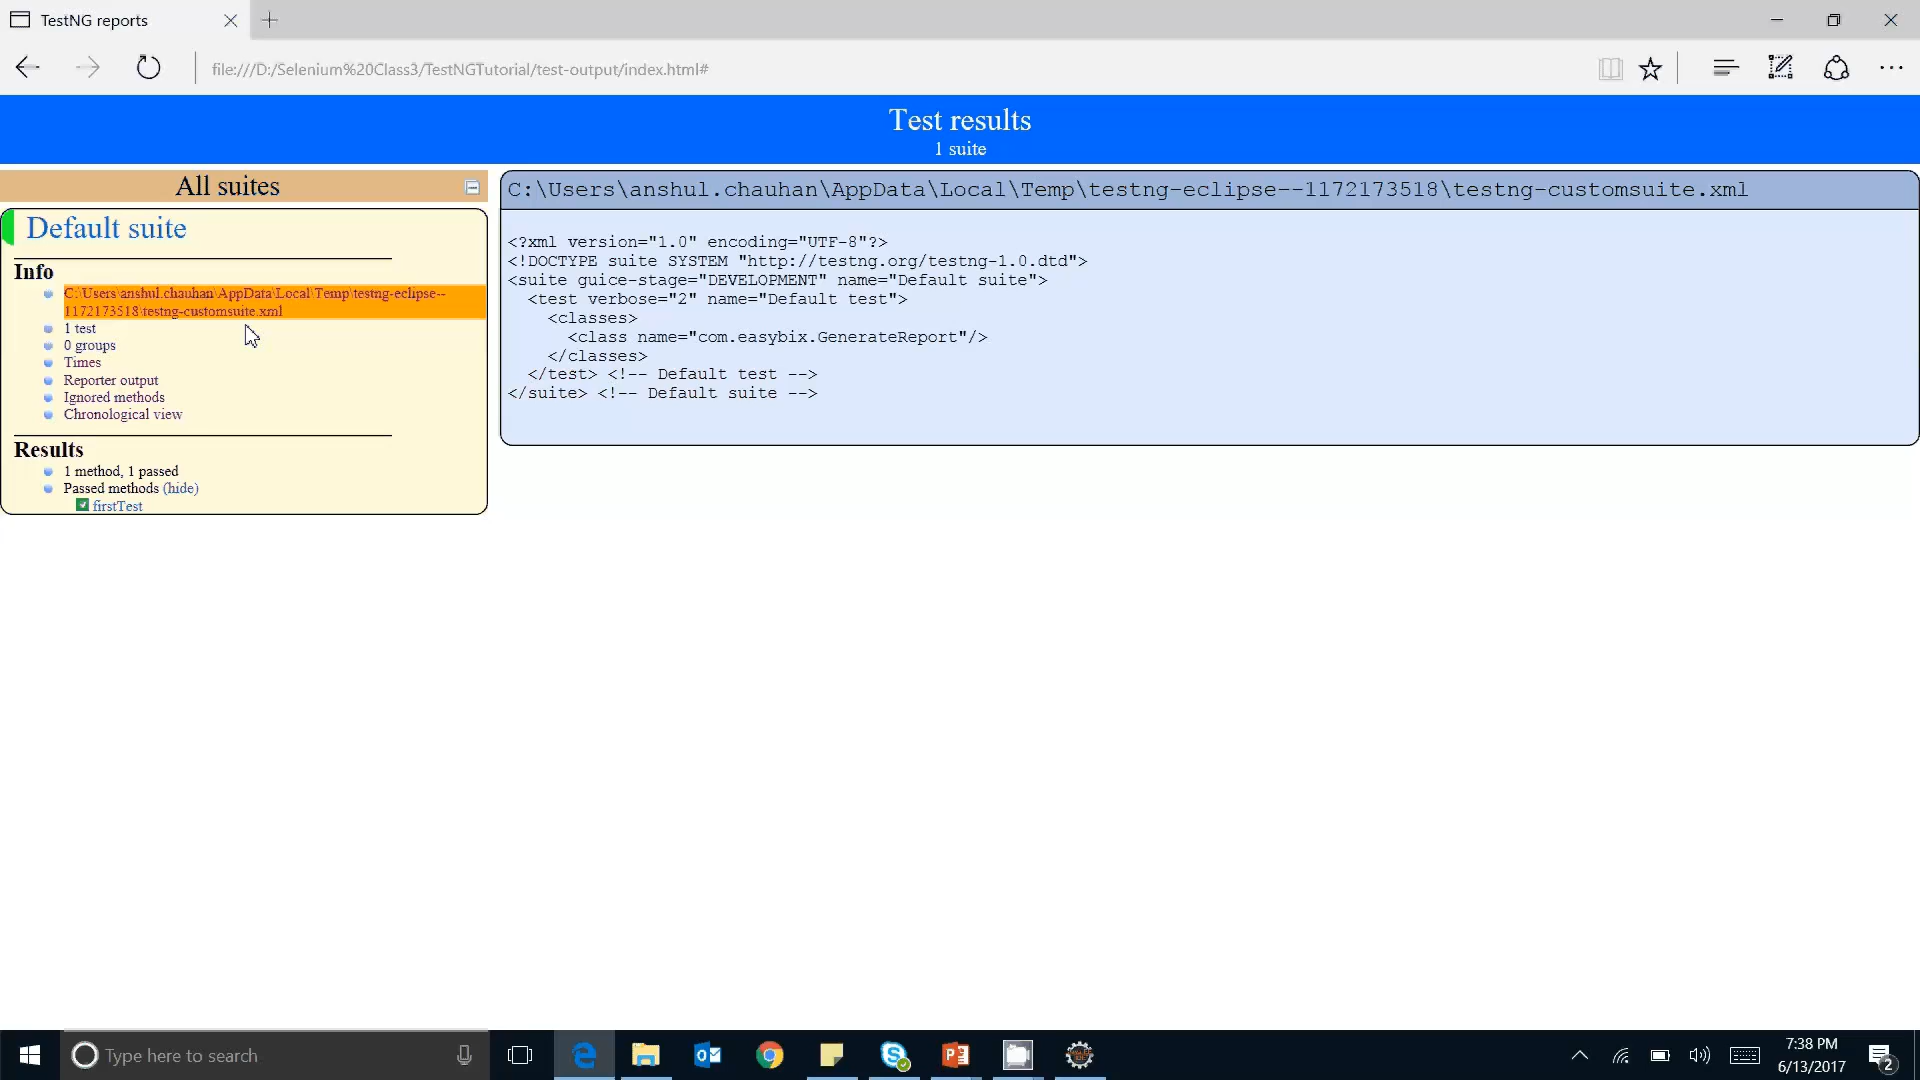 TestNG reports
file:///D:/Selenium%20Class3/TestNGTutorial/test-output/index.html#
Test results
1 suite
All suites
Default suite
Info
C:\Users\anshul.chauhan\AppData\Local\Temp\testng-eclipse--
1172173518\testng-customsuite.xml
1 test
0 groups
Times
Reporter output
Ignored methods
Chronological view
Results
1 method, 1 passed
Passed methods (hide)
firstTest
C:\Users\anshul.chauhan\AppData\Local\Temp\testng-eclipse--1172173518\testng-customsuite.xml
<?xml version="1.0" encoding="UTF-8"?>
<!DOCTYPE suite SYSTEM "http://testng.org/testng-1.0.dtd">
<suite guice-stage="DEVELOPMENT" name="Default suite">
  <test verbose="2" name="Default test">
    <classes>
      <class name="com.easybix.GenerateReport"/>
    </classes>
  </test> <!-- Default test -->
</suite> <!-- Default suite -->
Type here to search
7:38 PM
6/13/2017
2